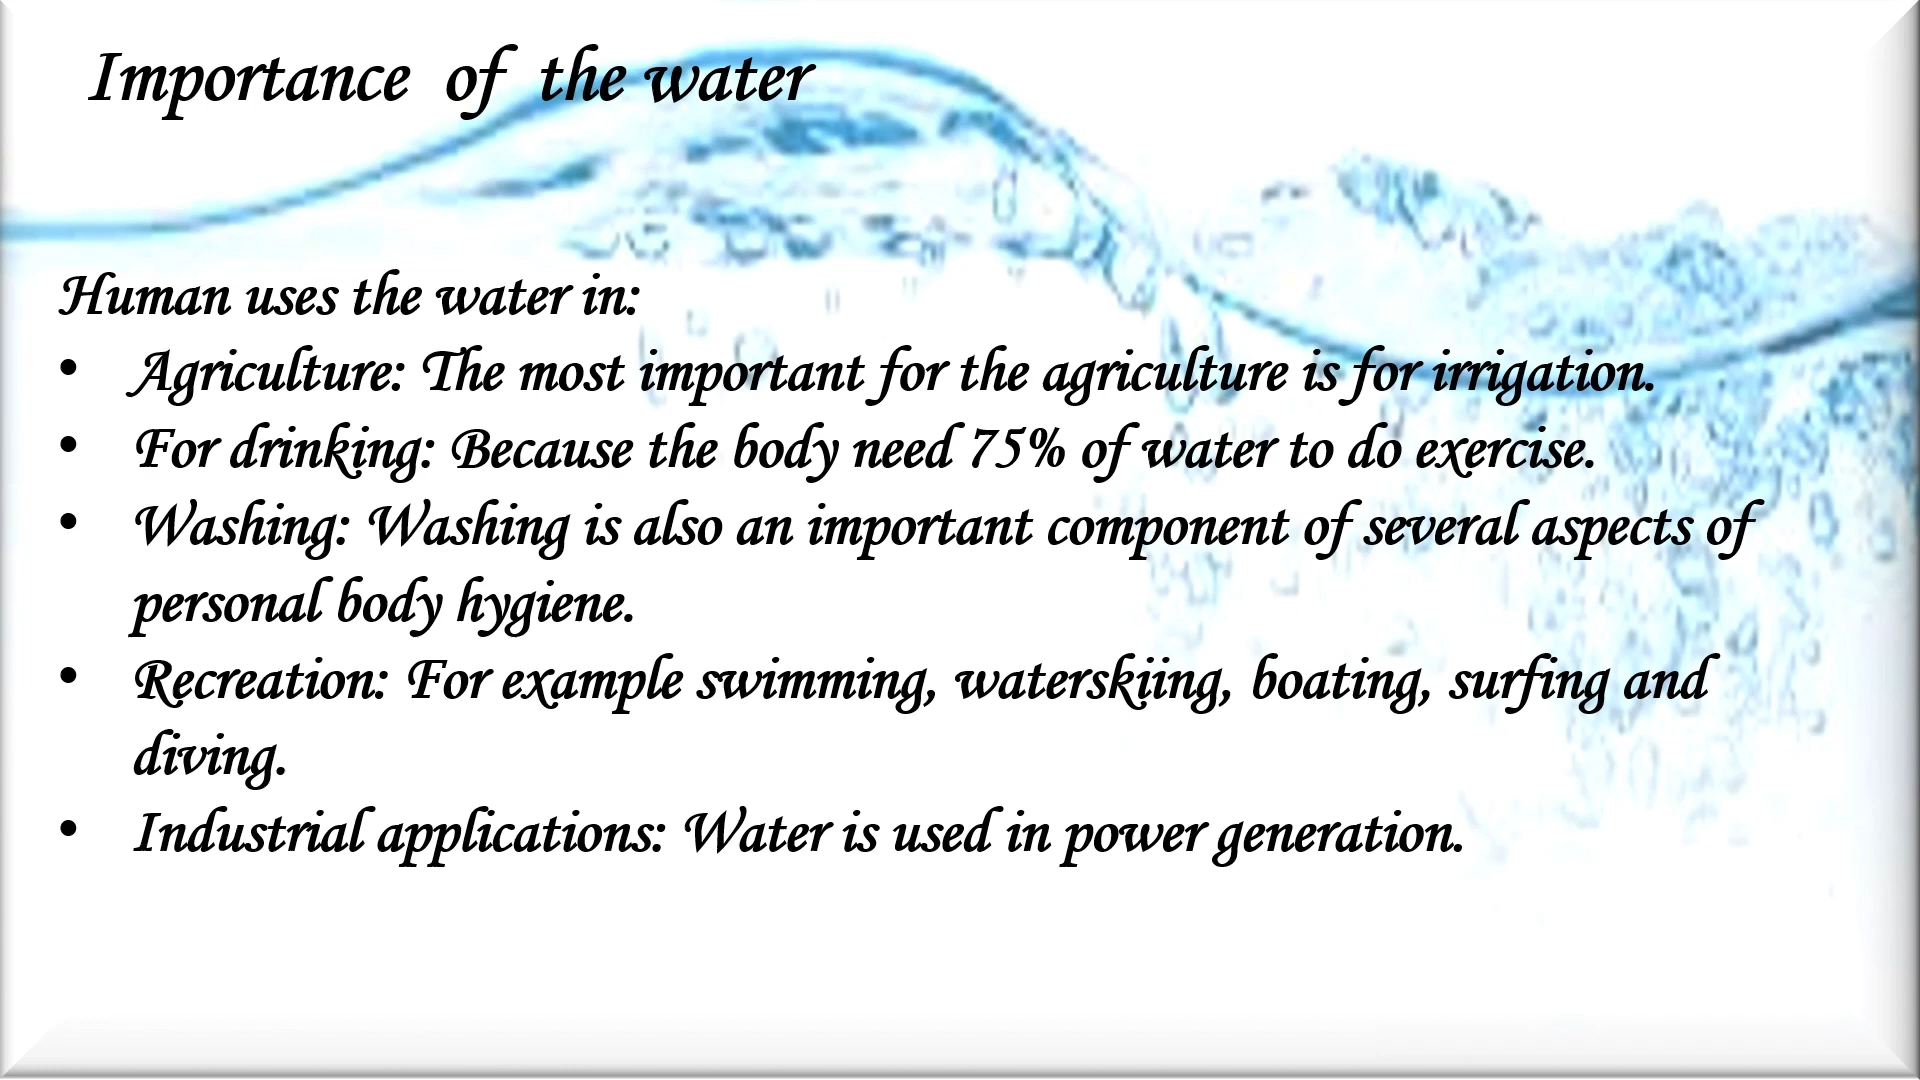 Importance of the water
Human uses the water in:
• Agriculture: The most important for the agriculture is for irrigation.
• For drinking: Because the body need 75% of water to do exercise.
• Washing: Washing is also an important component of several aspects of
personal body hygiene.
• Recreation: For example swimming, waterskiing, boating, surfing and
diving.
• Industrial applications: Water is used in power generation.